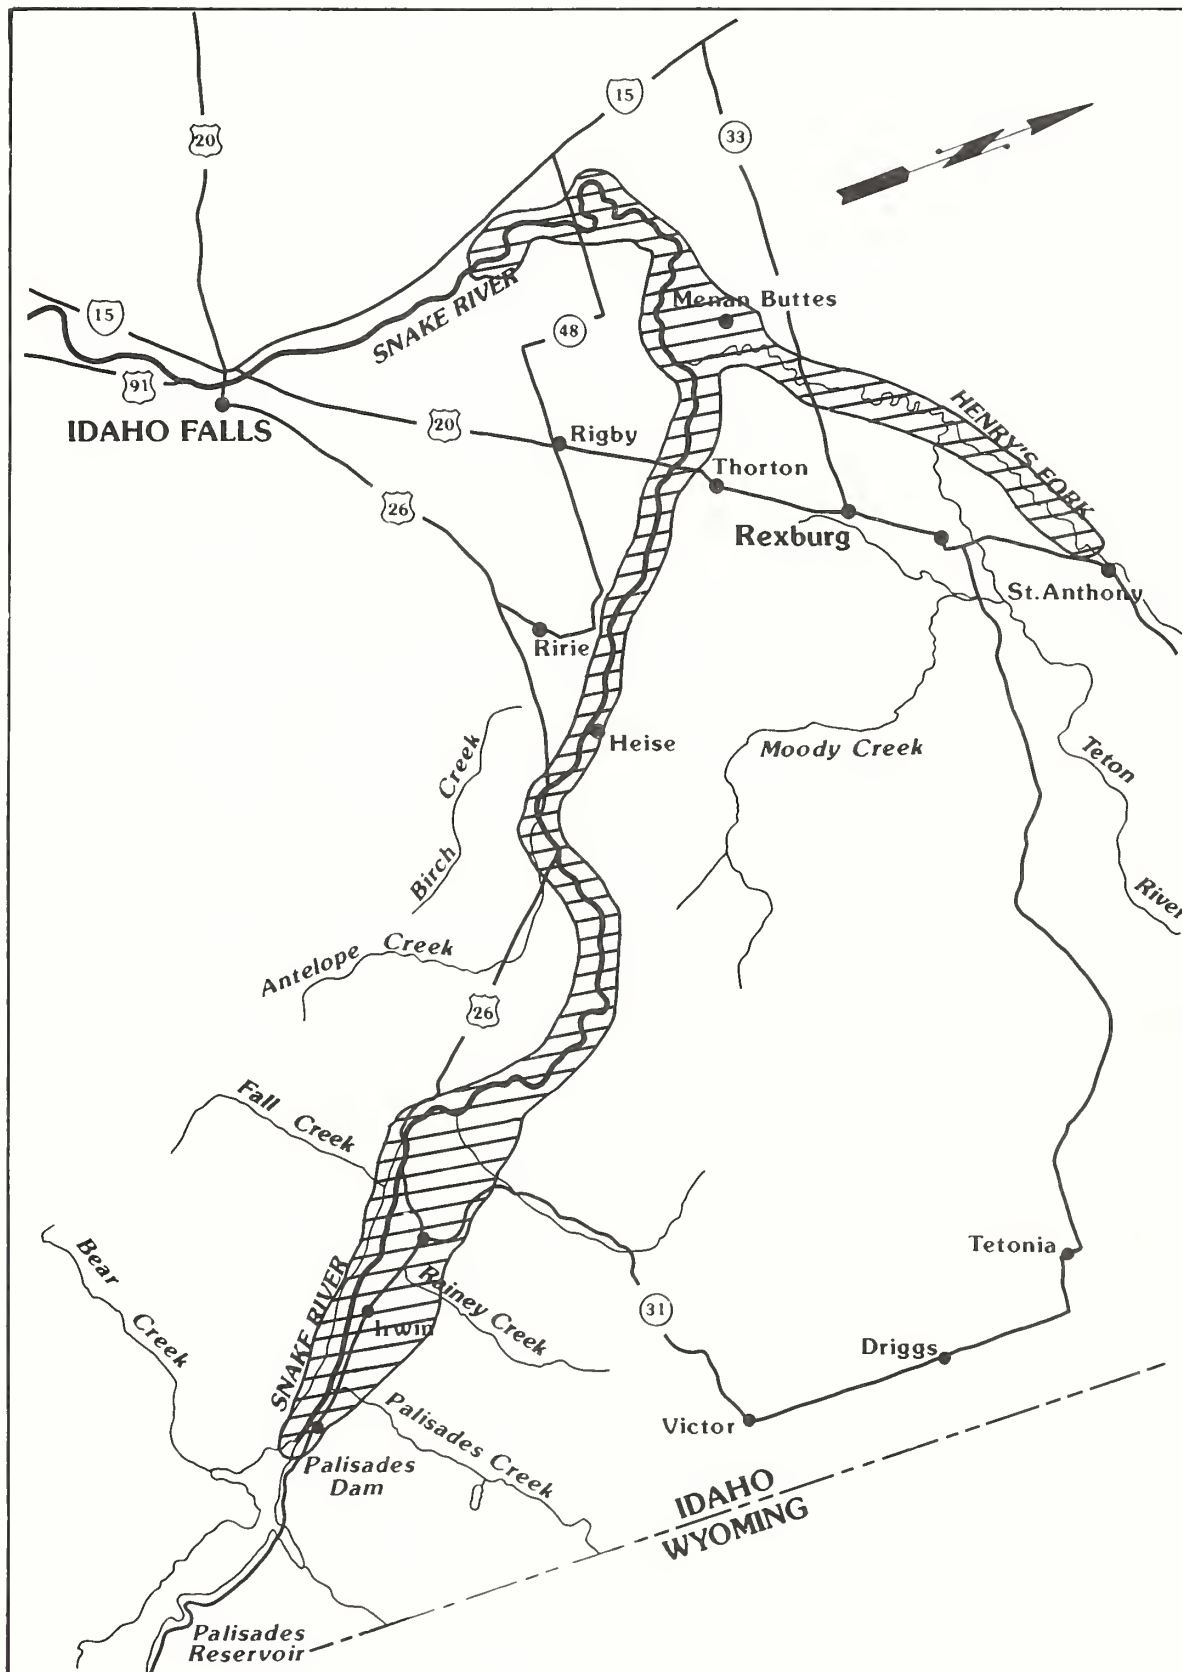 15
20
33
15
SNAKE RIVER
Menan Buttes
48
91
IDAHO FALLS
20
Rigby
HENRY'S FORK
Thorton
26
Rexburg
St. Anthony
Ririe
Heise
Moody Creek
Teton
River
Birch Creek
Antelope Creek
26
Fall Creek
Bear Creek
Tetonia
SNAKE RIVER
Rainey Creek
Irwin
31
Driggs
Victor
Palisades Creek
Palisades
Dam
IDAHO
WYOMING
Palisades
Reservoir